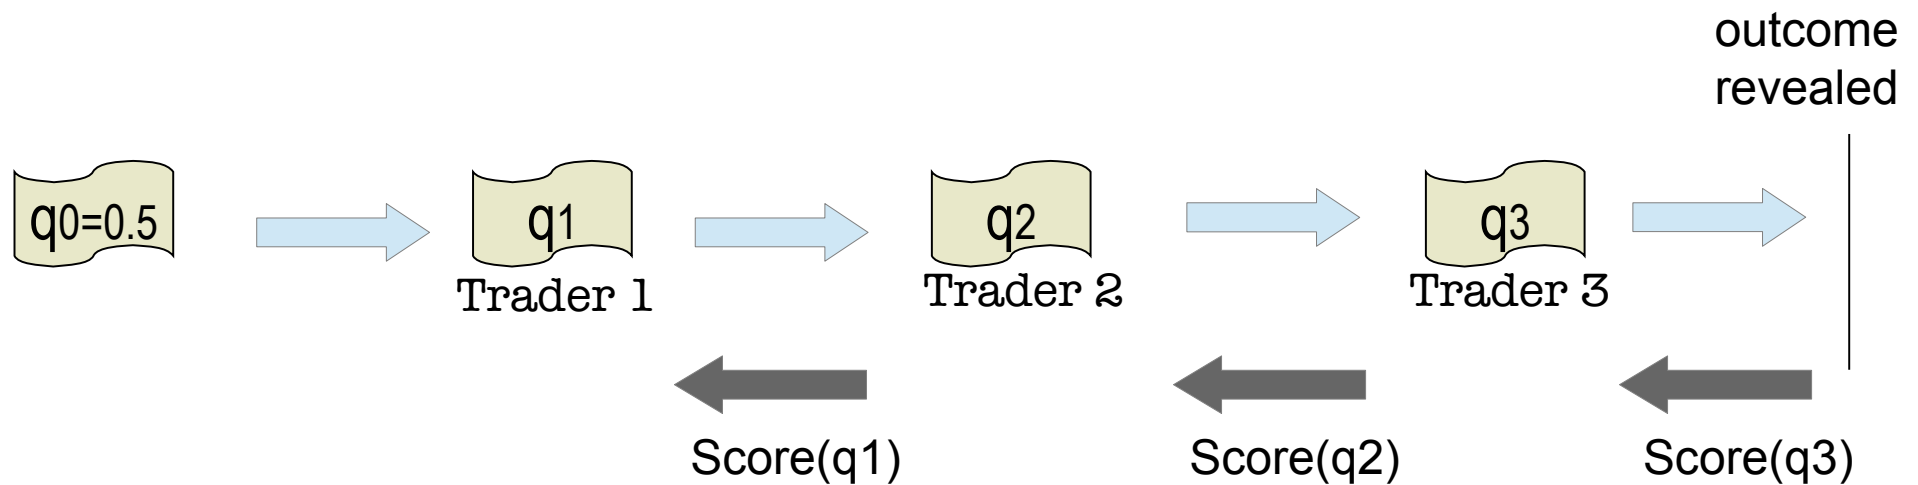 outcome
revealed
q0=0.5
q1
q2
q3
Trader 1
Trader 2
Trader 3
Score(q1)
Score(q2)
Score(q3)